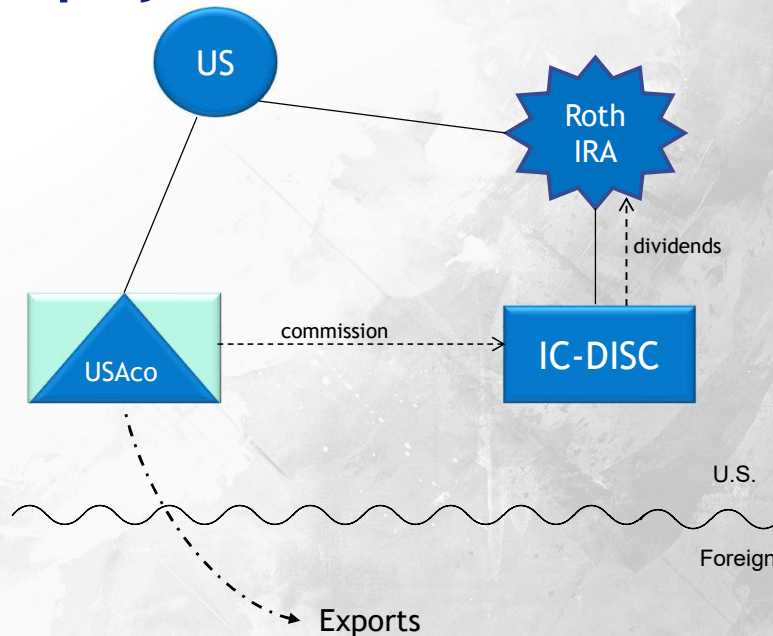 US
Roth
IRA
dividends
commission
USAco
IC-DISC
U.S.
Foreign
Exports